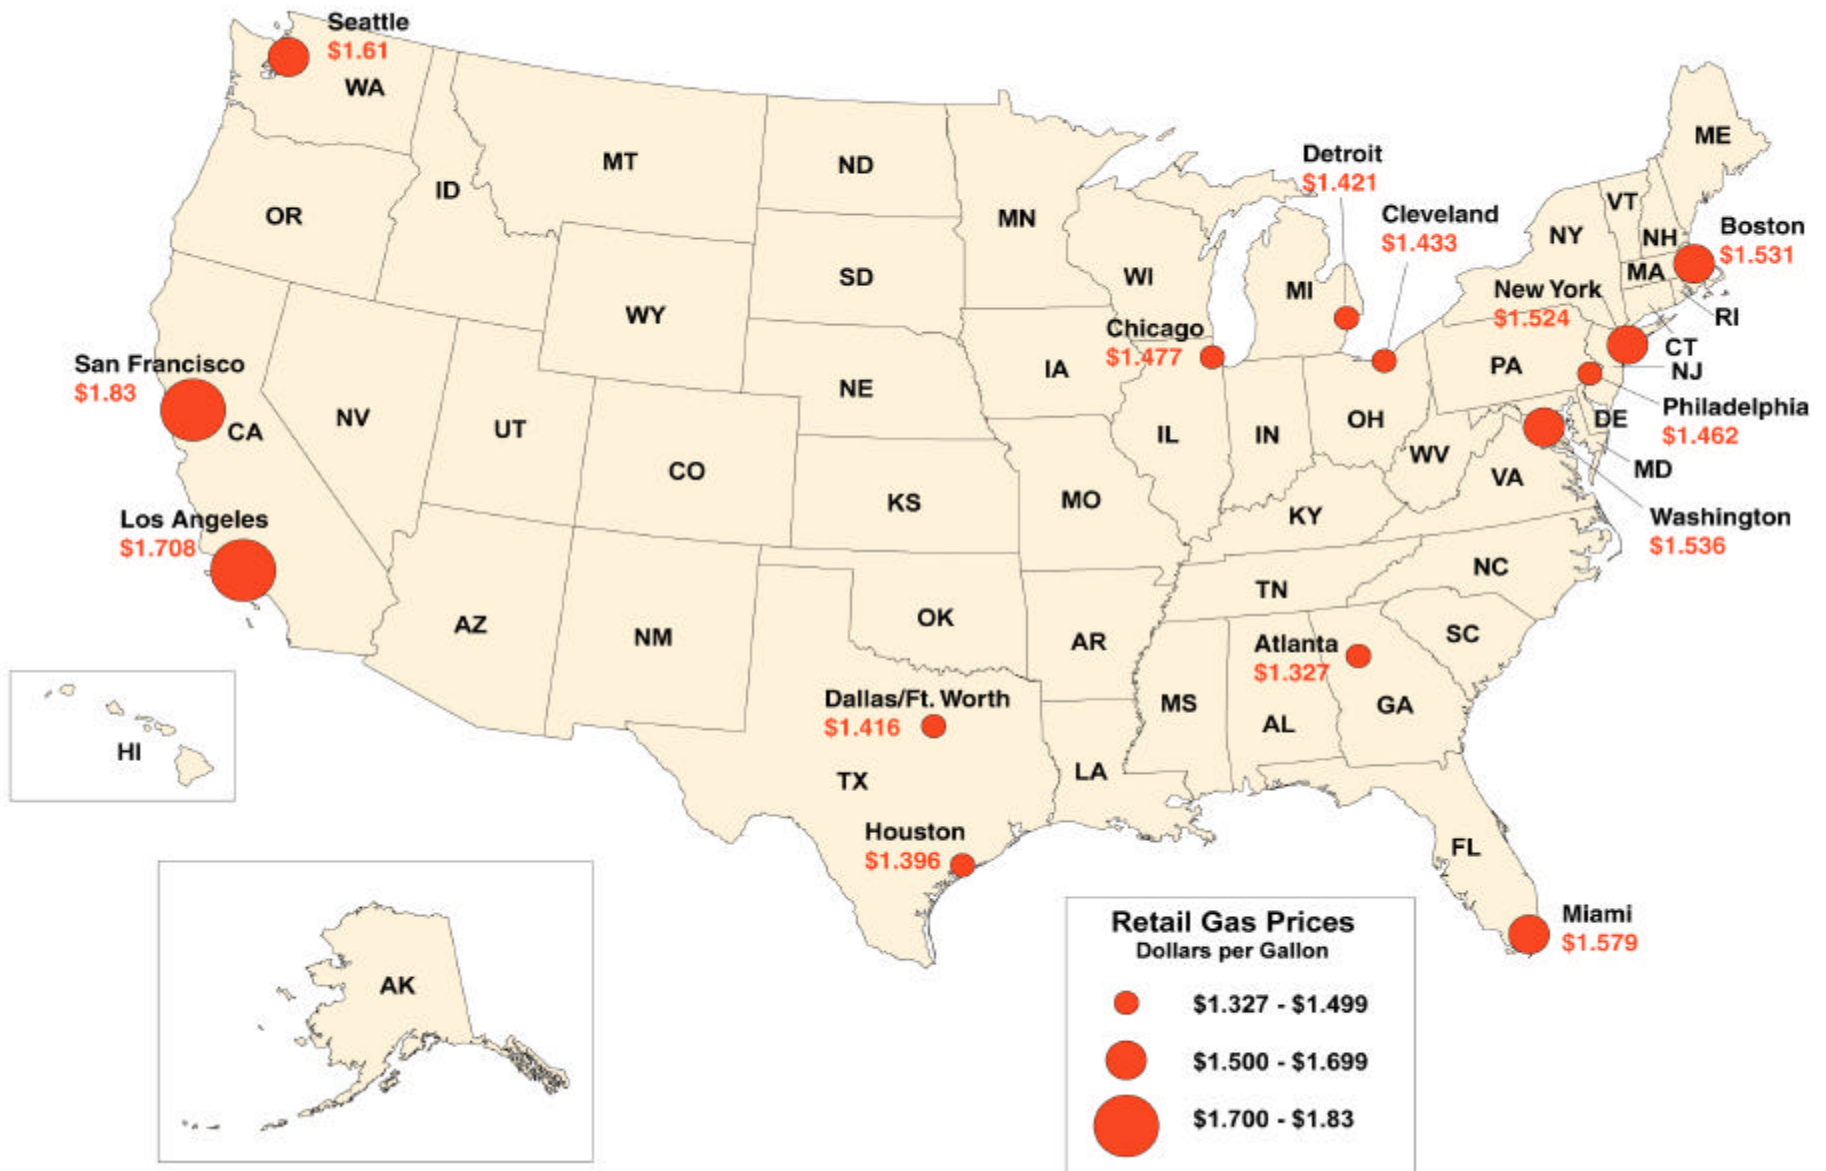 Seattle
$1.61
WA
ME
MT
ND
Detroit
$1.421
ID
VT
OR
MN
Cleveland
$1.433
NY
NH
Boston
$1.531
WI
SD
MI
MA
New York
$1.524
WY
RI
Chicago
$1.477
CT
NJ
San Francisco
$1.83
IA
PA
NE
Philadelphia
$1.462
CA
NV
UT
IL
IN
OH
DE
WV
MD
CO
VA
KS
MO
KY
Washington
$1.536
Los Angeles
$1.708
NC
TN
AZ
NM
OK
AR
SC
Atlanta
$1.327
Dallas/Ft. Worth
$1.416
MS
AL
GA
HI
TX
LA
Houston
$1.396
FL
Miami
$1.579
AK
Retail Gas Prices
Dollars per Gallon
$1.327 - $1.499
$1.500 - $1.699
$1.700 - $1.83